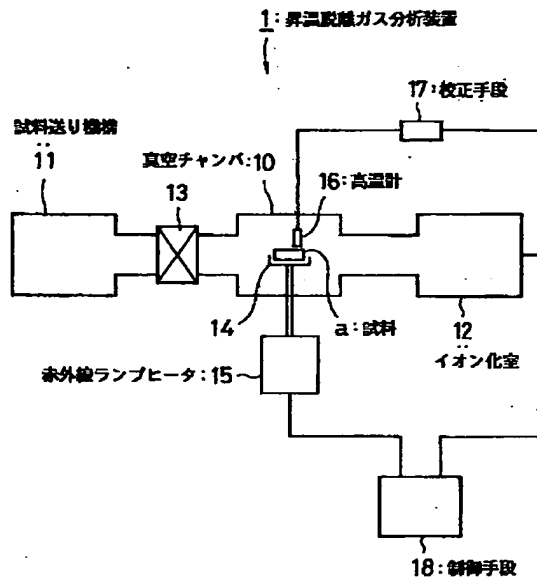 1:昇温脱離ガス分析装置
17:校正手段
試料送り機構
11
真空チャンバ:10
16:高温計
13
14
a:試料
12
イオン化室
赤外線ランプヒータ:15
18:制御手段